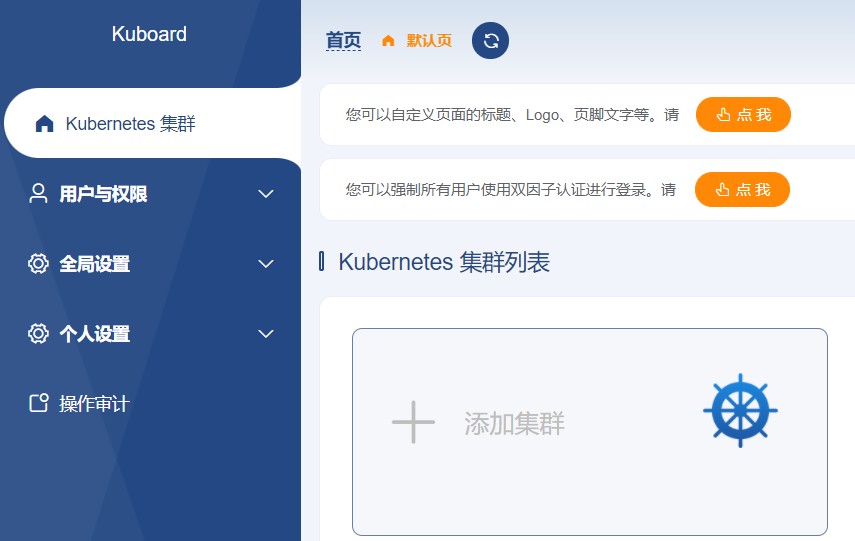 Kuboard
Kubernetes 集群
用户与权限
全局设置
个人设置
操作审计
首页 默认页
您可以自定义页面的标题、Logo、页脚文字等。请 点 我
您可以强制所有用户使用双因子认证进行登录。请 点 我
Kubernetes 集群列表
添加集群